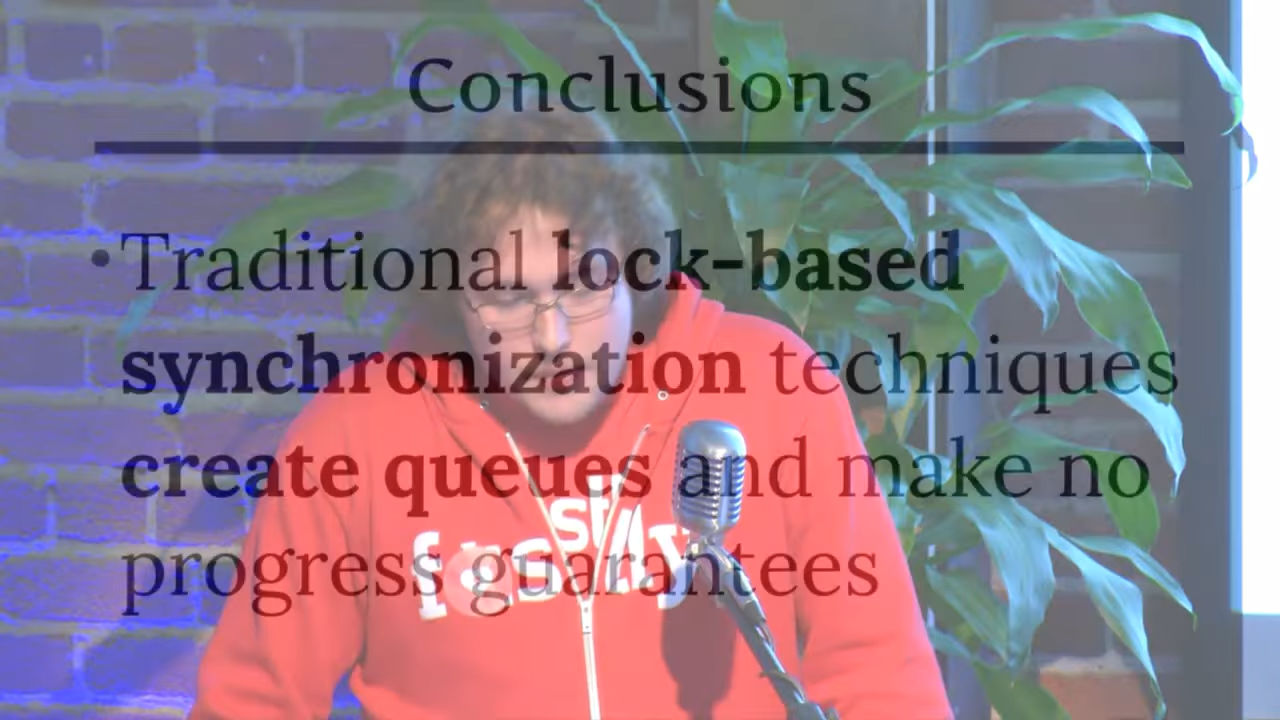 Conclusions
• Traditional lock-based
synchronization techniques
create queues and make no
progress guarantees